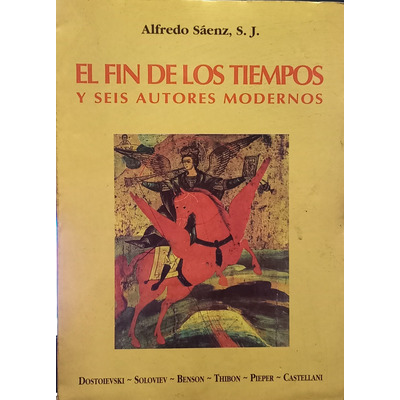 Alfredo Sáenz, S. J.
EL FIN DE LOS TIEMPOS
Y SEIS AUTORES MODERNOS
DOSTOIEVSKI ~ SOLOVIEV ~ BENSON ~ THIBON ~ PIEPER ~ CASTELLANI